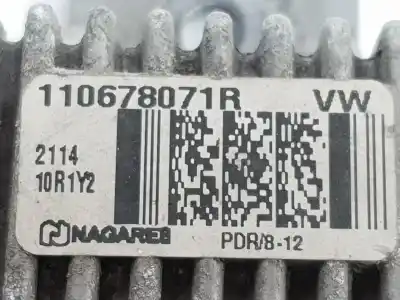 110678071R VW
2114
10R1Y2
NAGARES PDR/8-12